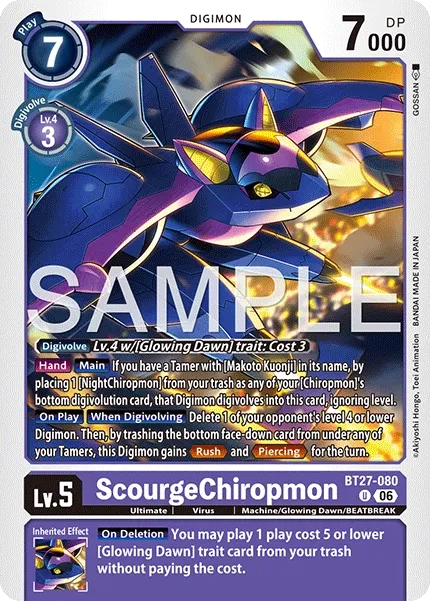 DIGIMON
Play
7
7000
DP
Digivolve
Lv.4
3
GOSSAN
©Akiyoshi Hongo, Toei Animation BANDAI MADE IN JAPAN
SAMPLE
Digivolve Lv.4 w/[Glowing Dawn] trait: Cost 3
Hand Main If you have a Tamer with [Makoto Kuonji] in its name, by
placing 1 [NightChiropmon] from your trash as any of your [Chiropmon]'s
bottom digivolution card, that Digimon digivolves into this card, ignoring level.
On Play When Digivolving Delete 1 of your opponent's level 4 or lower
Digimon. Then, by trashing the bottom face-down card from under any
of your Tamers, this Digimon gains Rush and Piercing for the turn.
Lv.5
ScourgeChiropmon
BT27-080
U 06
Ultimate Virus Machine/Glowing Dawn/BEATBREAK
Inherited Effect
On Deletion You may play 1 play cost 5 or lower
[Glowing Dawn] trait card from your trash
without paying the cost.